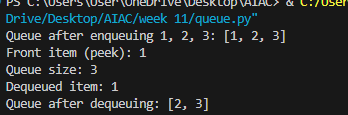 PS C:\Users\User\OneDrive\Desktop\AIAC> & C:/User
Drive/Desktop/AIAC/week 11/queue.py"
Queue after enqueuing 1, 2, 3: [1, 2, 3]
Front item (peek): 1
Queue size: 3
Dequeued item: 1
Queue after dequeuing: [2, 3]